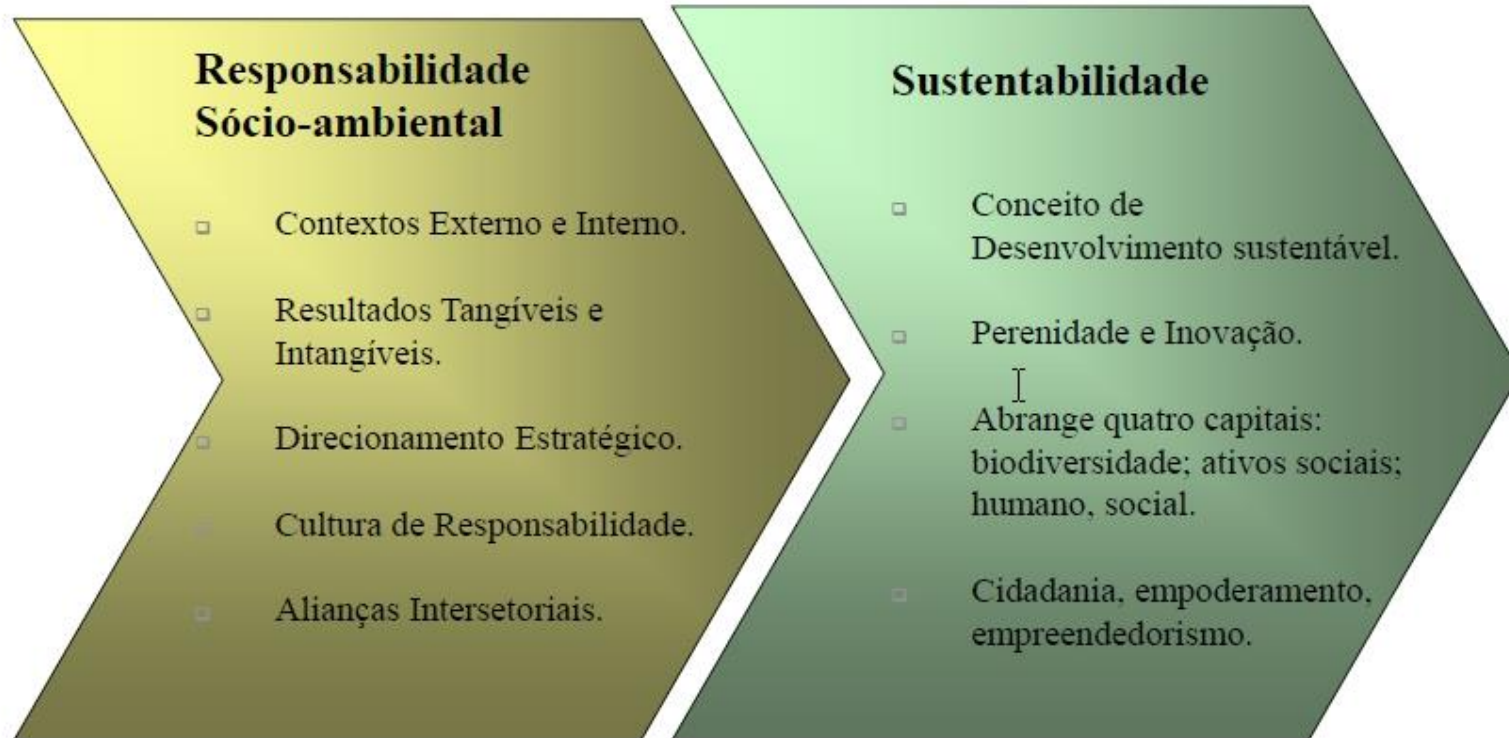 Responsabilidade
Sócio-ambiental
Contextos Externo e Interno.
Resultados Tangíveis e
Intangíveis.
Direcionamento Estratégico.
Cultura de Responsabilidade.
Alianças Intersetoriais.
Sustentabilidade
Conceito de
Desenvolvimento sustentável.
Perenidade e Inovação.
Abrange quatro capitais:
biodiversidade; ativos sociais;
humano, social.
Cidadania, empoderamento,
empreendedorismo.